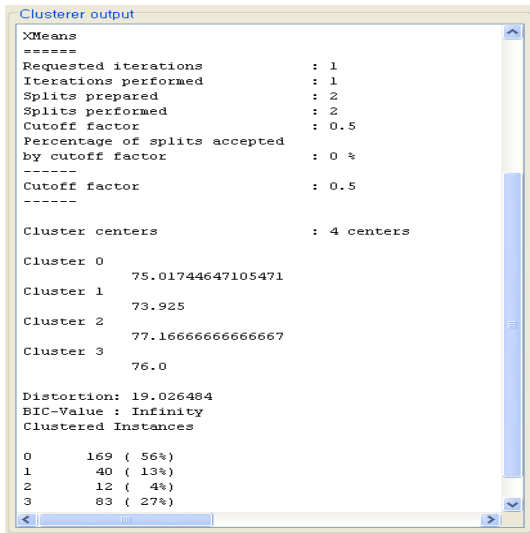 Clusterer output
XMeans
======
Requested iterations : 1
Iterations performed : 1
Splits prepared : 2
Splits performed : 2
Cutoff factor : 0.5
Percentage of splits accepted
by cutoff factor : 0 %
------
Cutoff factor : 0.5
------
Cluster centers : 4 centers
Cluster 0
75.01744647105471
Cluster 1
73.925
Cluster 2
77.16666666666667
Cluster 3
76.0
Distortion: 19.026484
BIC-Value : Infinity
Clustered Instances
0 169 ( 56%)
1 40 ( 13%)
2 12 ( 4%)
3 83 ( 27%)